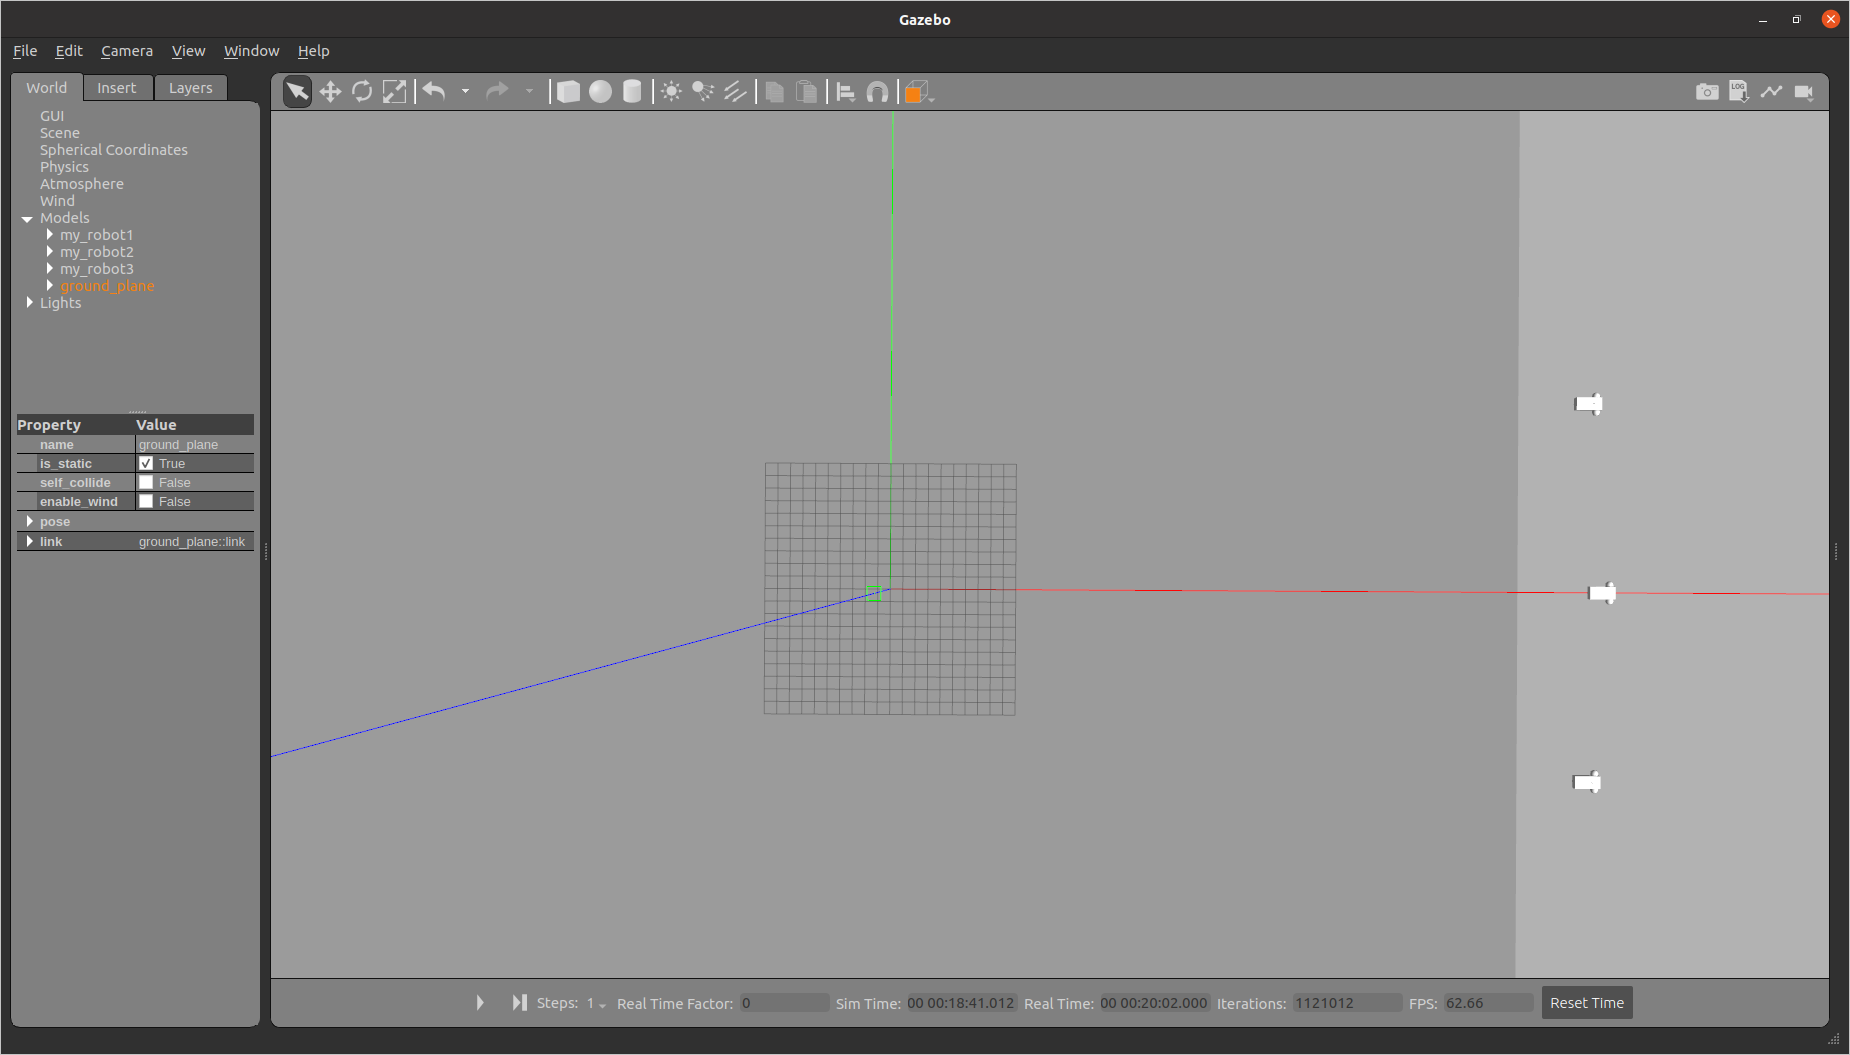 Gazebo
File Edit Camera View Window Help
World Insert Layers
LOG
GUI
Scene
Spherical Coordinates
Physics
Atmosphere
Wind
Models
my_robot1
my_robot2
my_robot3
ground_plane
Lights
Property Value
name ground_plane
is_static True
self_collide False
enable_wind False
pose
link ground_plane::link
Steps: 1 Real Time Factor: 0 Sim Time: 00 00:18:41.012 Real Time: 00 00:20:02.000 Iterations: 1121012 FPS: 62.66 Reset Time